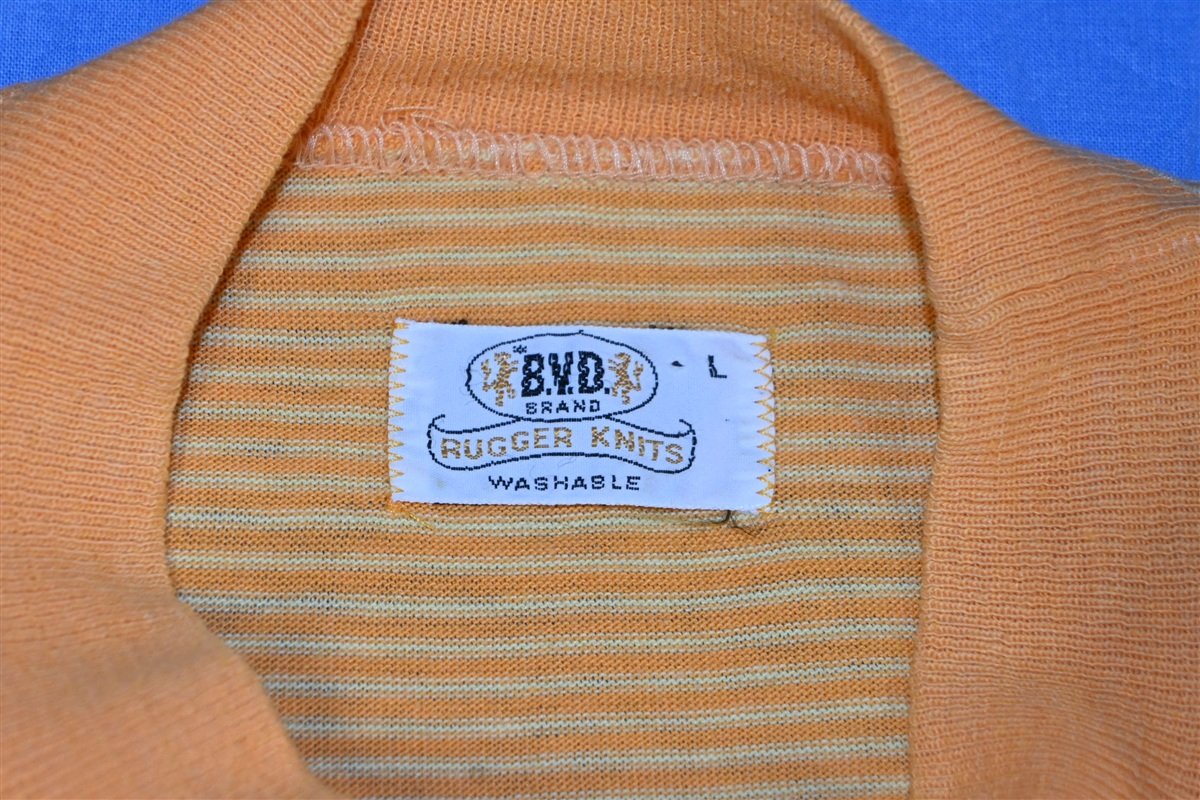 *B.V.D. L
BRAND
RUGGER KNITS
WASHABLE